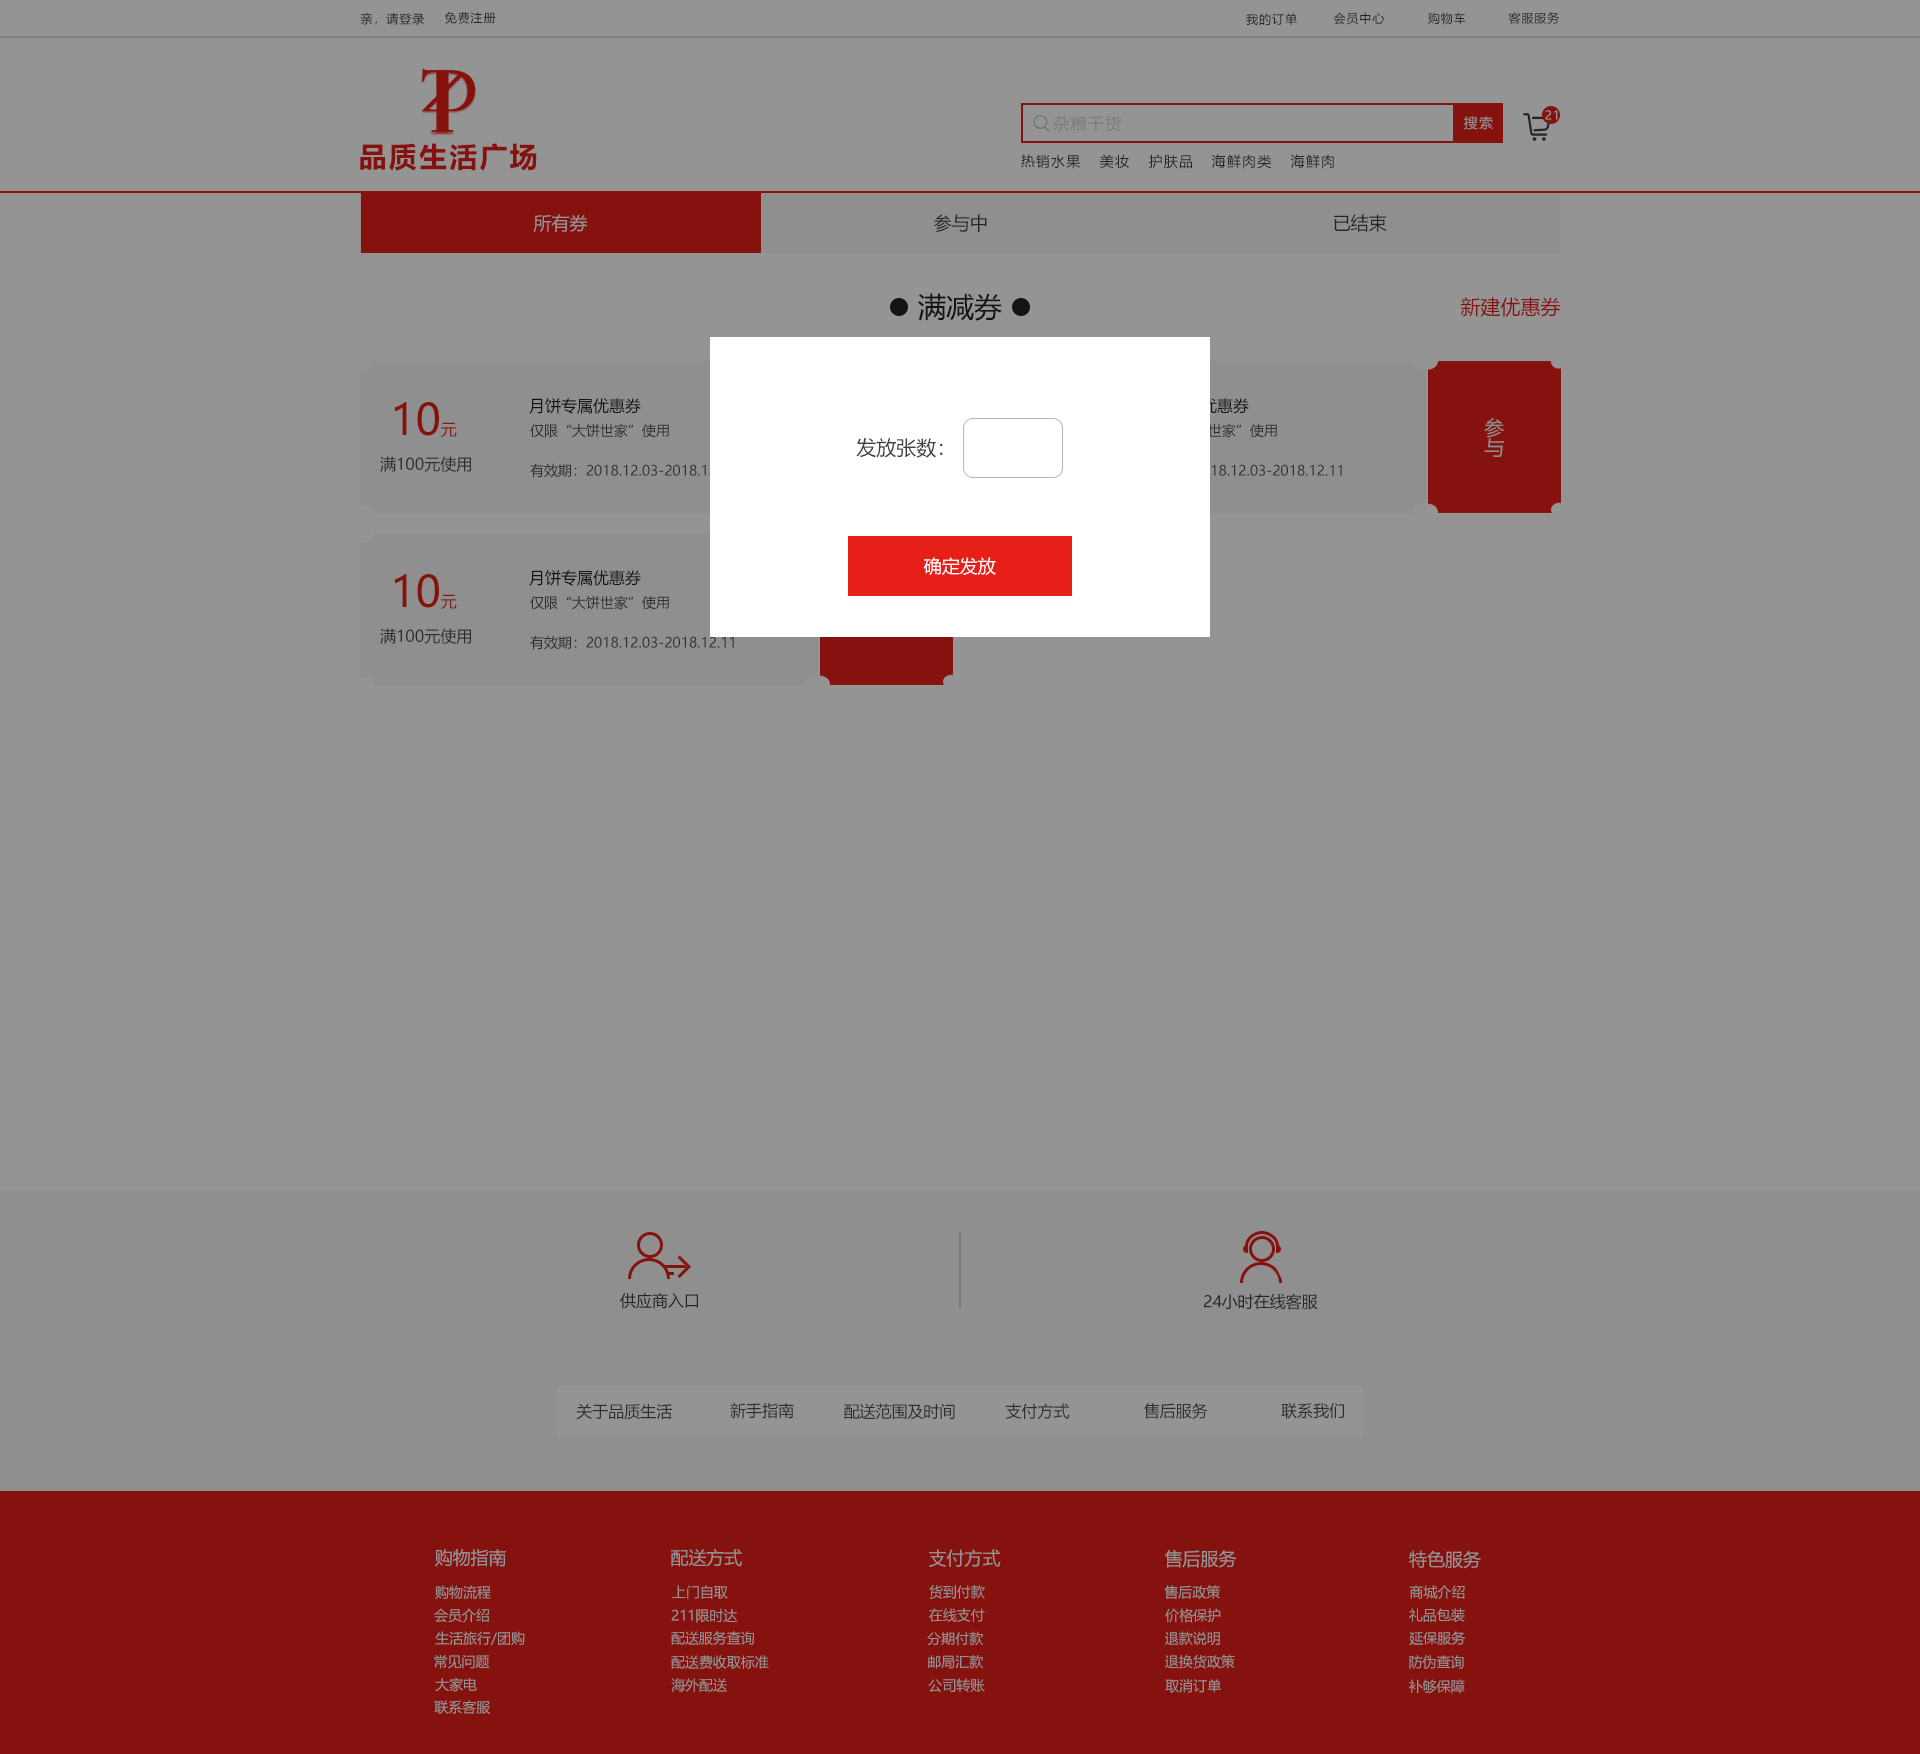 亲，请登录 免费注册 我的订单 会员中心 购物车 客服服务
品质生活广场
杂粮干货 搜索 21
热销水果 美妆 护肤品 海鲜肉类 海鲜肉
所有券 参与中 已结束
● 满减券 ● 新建优惠券
10元
满100元使用
月饼专属优惠券
仅限“大饼世家”使用
有效期：2018.12.03-2018.1
优惠券
世家”使用
18.12.03-2018.12.11
参与
发放张数：
确定发放
10元
满100元使用
月饼专属优惠券
仅限“大饼世家”使用
有效期：2018.12.03-2018.12.11
供应商入口 24小时在线客服
关于品质生活 新手指南 配送范围及时间 支付方式 售后服务 联系我们
购物指南
购物流程
会员介绍
生活旅行/团购
常见问题
大家电
联系客服
配送方式
上门自取
211限时达
配送服务查询
配送费收取标准
海外配送
支付方式
货到付款
在线支付
分期付款
邮局汇款
公司转账
售后服务
售后政策
价格保护
退款说明
退换货政策
取消订单
特色服务
商城介绍
礼品包装
延保服务
防伪查询
补够保障